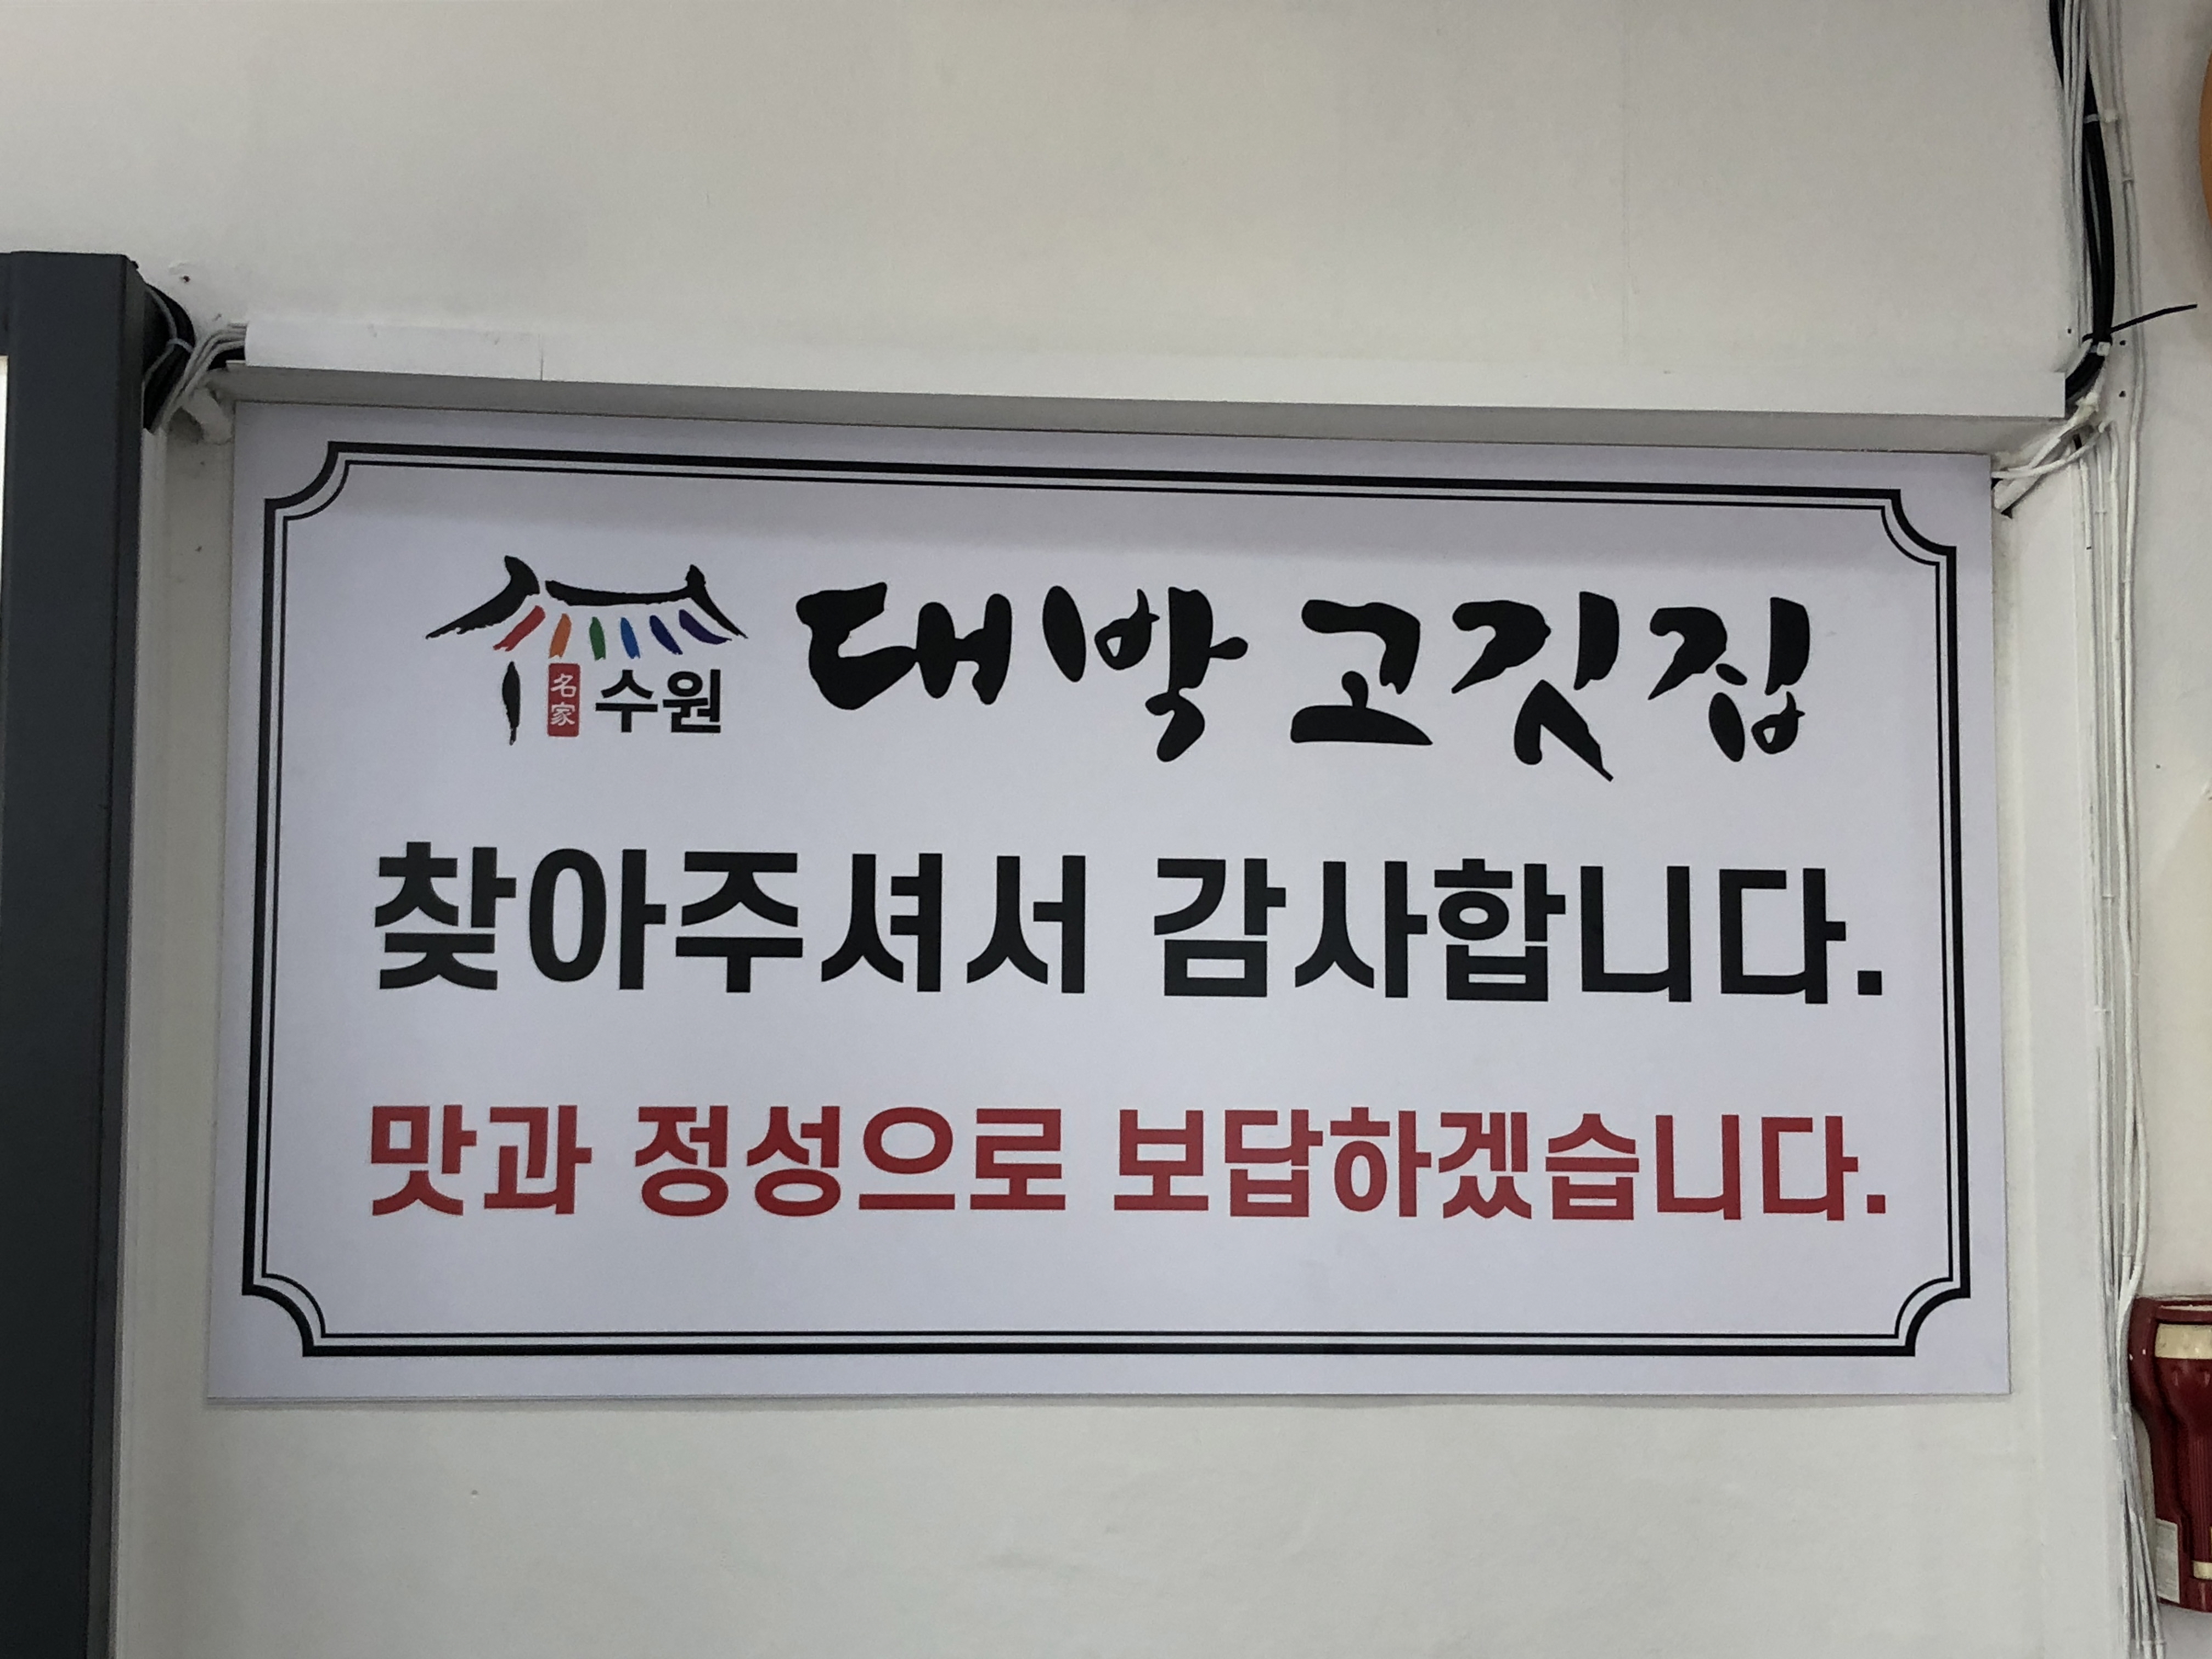 名家 수원 대박 고깃집
찾아주셔서 감사합니다.
맛과 정성으로 보답하겠습니다.